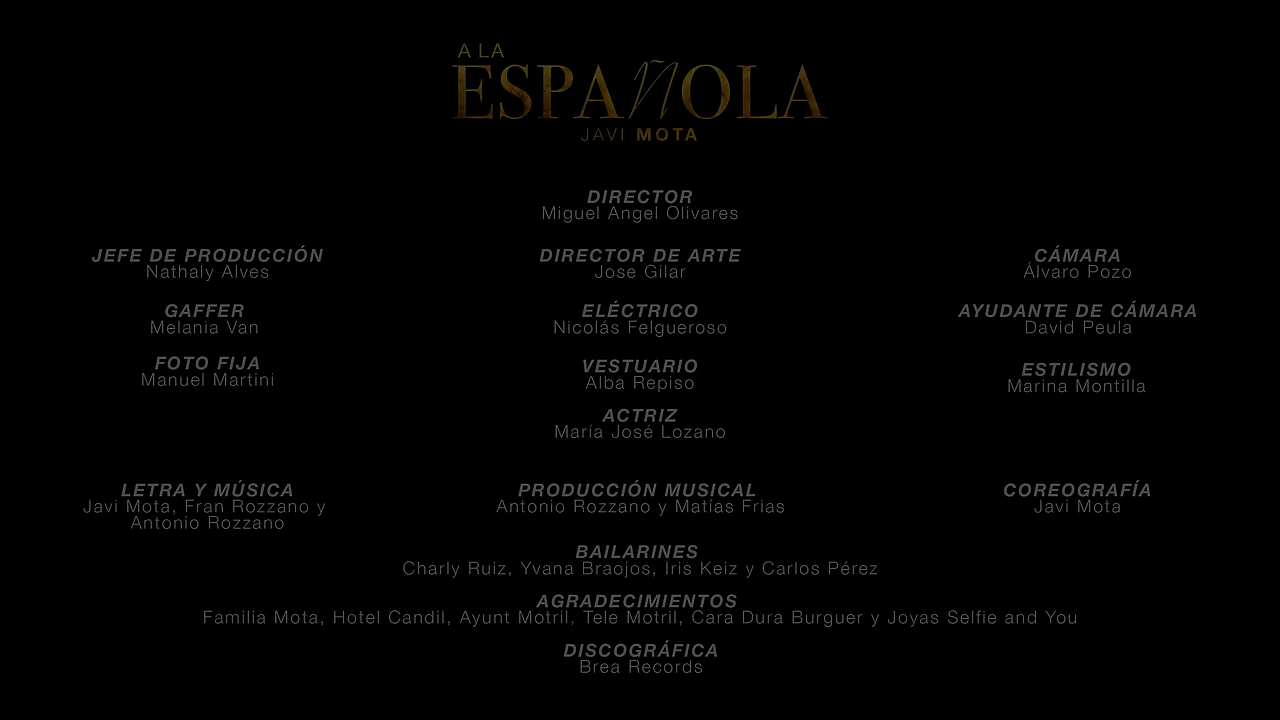 A LA
ESPAÑOLA
JAVI MOTA
DIRECTOR
Miguel Angel Olivares
JEFE DE PRODUCCIÓN
Nathaly Alves
DIRECTOR DE ARTE
Jose Gilar
CÁMARA
Álvaro Pozo
GAFFER
Melania Van
ELÉCTRICO
Nicolás Felgueroso
AYUDANTE DE CÁMARA
David Peula
FOTO FIJA
Manuel Martini
VESTUARIO
Alba Repiso
ESTILISMO
Marina Montilla
ACTRIZ
María José Lozano
LETRA Y MÚSICA
Javi Mota, Fran Rozzano y
Antonio Rozzano
PRODUCCIÓN MUSICAL
Antonio Rozzano y Matías Frias
COREOGRAFÍA
Javi Mota
BAILARINES
Charly Ruiz, Yvana Braojos, Iris Keiz y Carlos Pérez
AGRADECIMIENTOS
Familia Mota, Hotel Candil, Ayunt Motril, Tele Motril, Cara Dura Burguer y Joyas Selfie and You
DISCOGRÁFICA
Brea Records